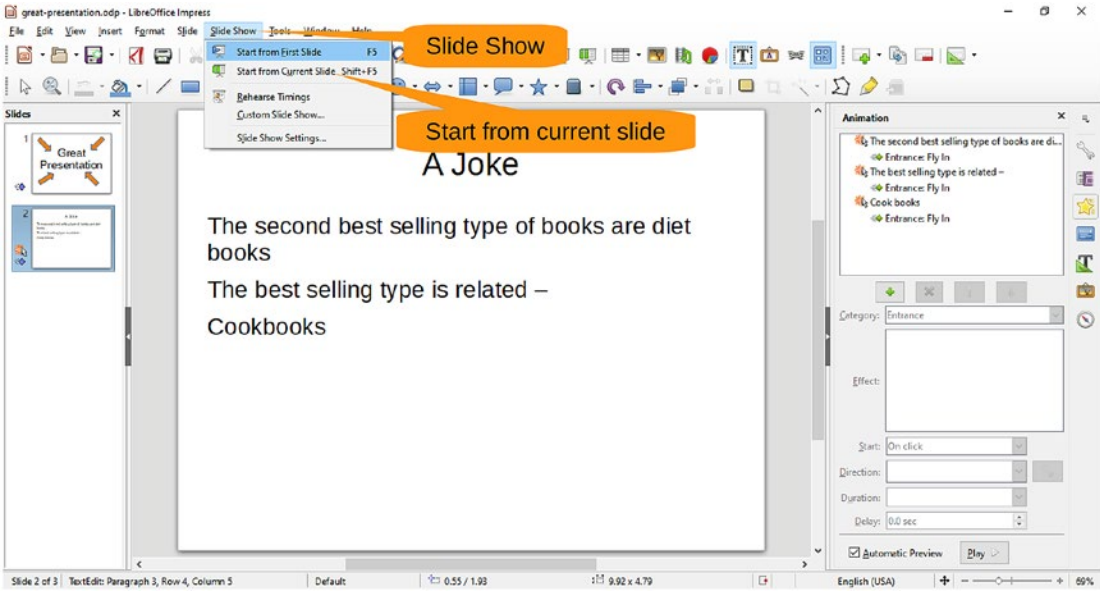 great-presentation.odp - LibreOffice Impress
File Edit View Insert Format Slide Slide Show Tools Window Help
Start from First Slide F5
Start from Current Slide Shift+F5
Rehearse Timings
Custom Slide Show...
Slide Show Settings...
Slide Show
Start from current slide
Slides
1
Great
Presentation
2
A Joke
The second best selling type of books are diet
books
The best selling type is related –
Cookbooks
Animation
The second best selling type of books are di...
Entrance: Fly In
The best selling type is related –
Entrance: Fly In
Cook books
Entrance: Fly In
Category: Entrance
Effect:
Start: On click
Direction:
Duration:
Delay: 0.0 sec
Automatic Preview Play
Slide 2 of 3 TextEdit: Paragraph 3, Row 4, Column 5 Default 0.55 / 1.93 9.92 x 4.79 English (USA) 69%